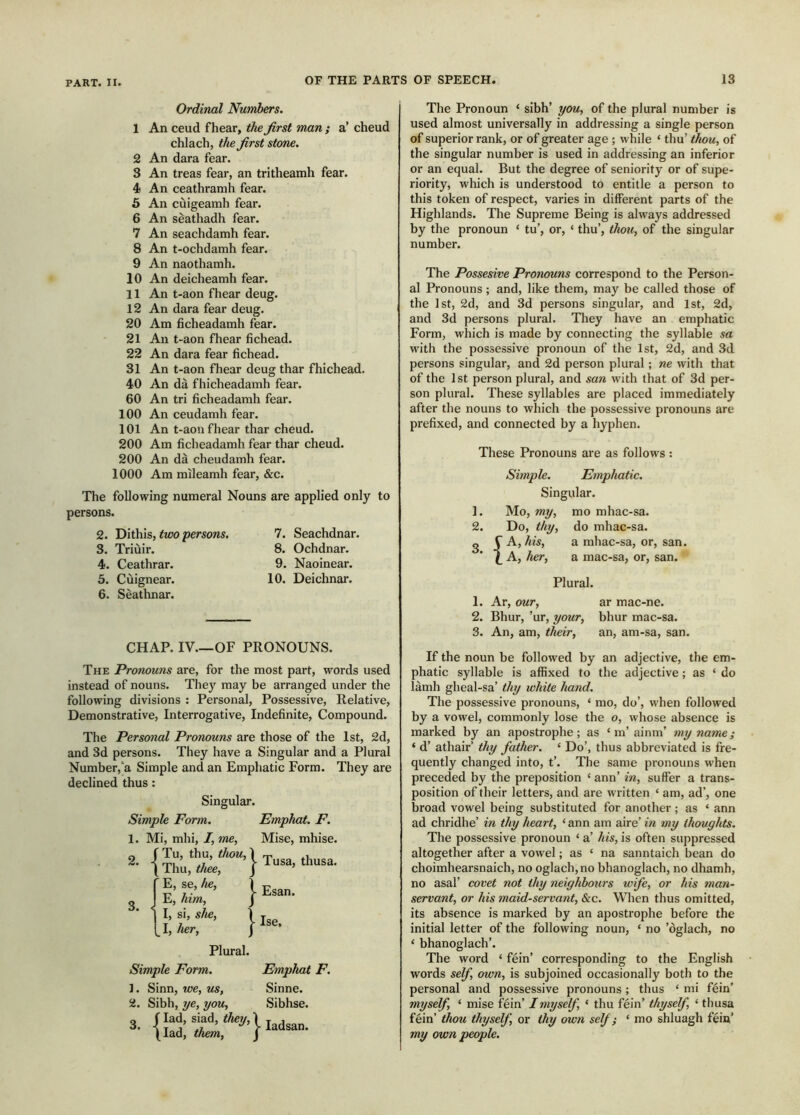 PART. II.
OF THE PARTS OF SPEECH.
13
Ordinal Numbers.
1 An ceud fhear, the first man; a’ cheud
chlach, the first stone.
2 An dara fear.
3 An treas fear, an tritheamh fear.
4 An ceathramh fear.
5 An cùigeamh fear.
6 An sèathadh fear.
7 An seachdamh fear.
8 An t-ochdamh fear.
9 An naothamh.
10 An deicheamh fear.
11 An t-aon fhear deug.
12 An dara fear deug.
20 Am ficheadamh fear.
21 An t-aon fhear fichead.
22 An dara fear fichead.
31 An t-aon fhear deug thar fhichead.
40 An dà fhicheadamh fear.
60 An tri ficheadamh fear.
100 An ceudamh fear.
101 An t-aon fhear thar cheud.
200 Am ficheadamh fear thar cheud.
200 An dà cheudamh fear.
1000 Am mìleamh fear, &c.
The following numeral Nouns are applied only to
persons.
2. Dithis, two persons.
3. Triùir.
4. Ceathrar.
5. Cùignear.
6. Sèathnar.
7. Seachdnar.
8. Ochdnar.
9. Naoinear.
10. Deichnar.
CHAP. IV.—OF PRONOUNS.
The Pronouns are, for the most part, words used
instead of nouns. They may be arranged under the
following divisions : Personal, Possessive, Relative,
Demonstrative, Interrogative, Indefinite, Compound.
The Personal Pronouns are those of the 1st, 2d,
and 3d persons. They have a Singular and a Plural
Number, a Simple and an Emphatic Form. They are
declined thus :
Singular.
Simple Form. Emphat. F.
1. Mi, mhi, I, me, Mise, mhise.
2. { Tu, thu, thou, } Tusa, thusa.
{ Thu, thee, }
3. { E, se, he, } Esan.
{ E, him, }
{ I, si, she, } Ise.
{ I, her, }
Plural.
Simple Form. Emphat F.
1. Sinn, we, us, Sinne.
2. Sibh, ye, you, Sibhse.
3. { Iad, siad, they, } Iadsan.
{ Iad, them, }
The Pronoun ‘ sibh’ you, of the plural number is
used almost universally in addressing a single person
of superior rank, or of greater age ; while ‘ thu’ thou, of
the singular number is used in addressing an inferior
or an equal. But the degree of seniority or of supe-
riority, which is understood to entitle a person to
this token of respect, varies in different parts of the
Highlands. The Supreme Being is always addressed
by the pronoun ‘ tu’, or, ‘ thu’, thou, of the singular
number.
The Possesive Pronouns correspond to the Person-
al Pronouns ; and, like them, may be called those of
the 1st, 2d, and 3d persons singular, and 1st, 2d,
and 3d persons plural. They have an emphatic
Form, which is made by connecting the syllable sa
with the possessive pronoun of the 1st, 2d, and 3d
persons singular, and 2d person plural ; ne with that
of the 1st person plural, and san with that of 3d per-
son plural. These syllables are placed immediately
after the nouns to which the possessive pronouns are
prefixed, and connected by a hyphen.
These Pronouns are as follows :
Simple. Emphatic.
Singular.
1. Mo, my, mo mhac-sa.
2. Do, thy, do mhac-sa.
3. { A, his, a mhac-sa, or, san.
{ A, her, a mac-sa, or, san.
Plural.
1. Ar, our, ar mac-ne.
2. Bhur, ’ur, your, bhur mac-sa.
3. An, am, their, an, am-sa, san.
If the noun be followed by an adjective, the em-
phatic syllable is affixed to the adjective ; as ‘ do
làmh gheal-sa’ thy white hand.
The possessive pronouns, ‘ mo, do’, when followed
by a vowel, commonly lose the o, whose absence is
marked by an apostrophe ; as ‘ m’ ainm’ my name;
‘ d’ athair’ thy father. ‘ Do’, thus abbreviated is fre-
quently changed into, t’. The same pronouns when
preceded by the preposition ‘ ann’ in, suffer a trans-
position of their letters, and are written ‘ am, ad’, one
broad vowel being substituted for another ; as ‘ ann
ad chridhe’ in thy heart, ‘ ann am aire’ in my thoughts.
The possessive pronoun ‘ a’ his, is often suppressed
altogether after a vowel ; as ‘ na sanntaich bean do
choimhearsnaich, no oglach, no bhanoglach, no dhamh,
no asal’ covet not thy neighbours wife, or his man-
servant, or his maid-servant, &c. When thus omitted,
its absence is marked by an apostrophe before the
initial letter of the following noun, ‘ no ’òglach, no
‘ bhanoglach’.
The word ‘ féin’ corresponding to the English
words self, own, is subjoined occasionally both to the
personal and possessive pronouns ; thus ‘ mi féin’
myself, ‘ mise féin’ I myself, ‘ thu féin’ thyself, ‘ thusa
féin’ thou thyself, or thy own self ; ‘ mo shluagh féin’
my own people.